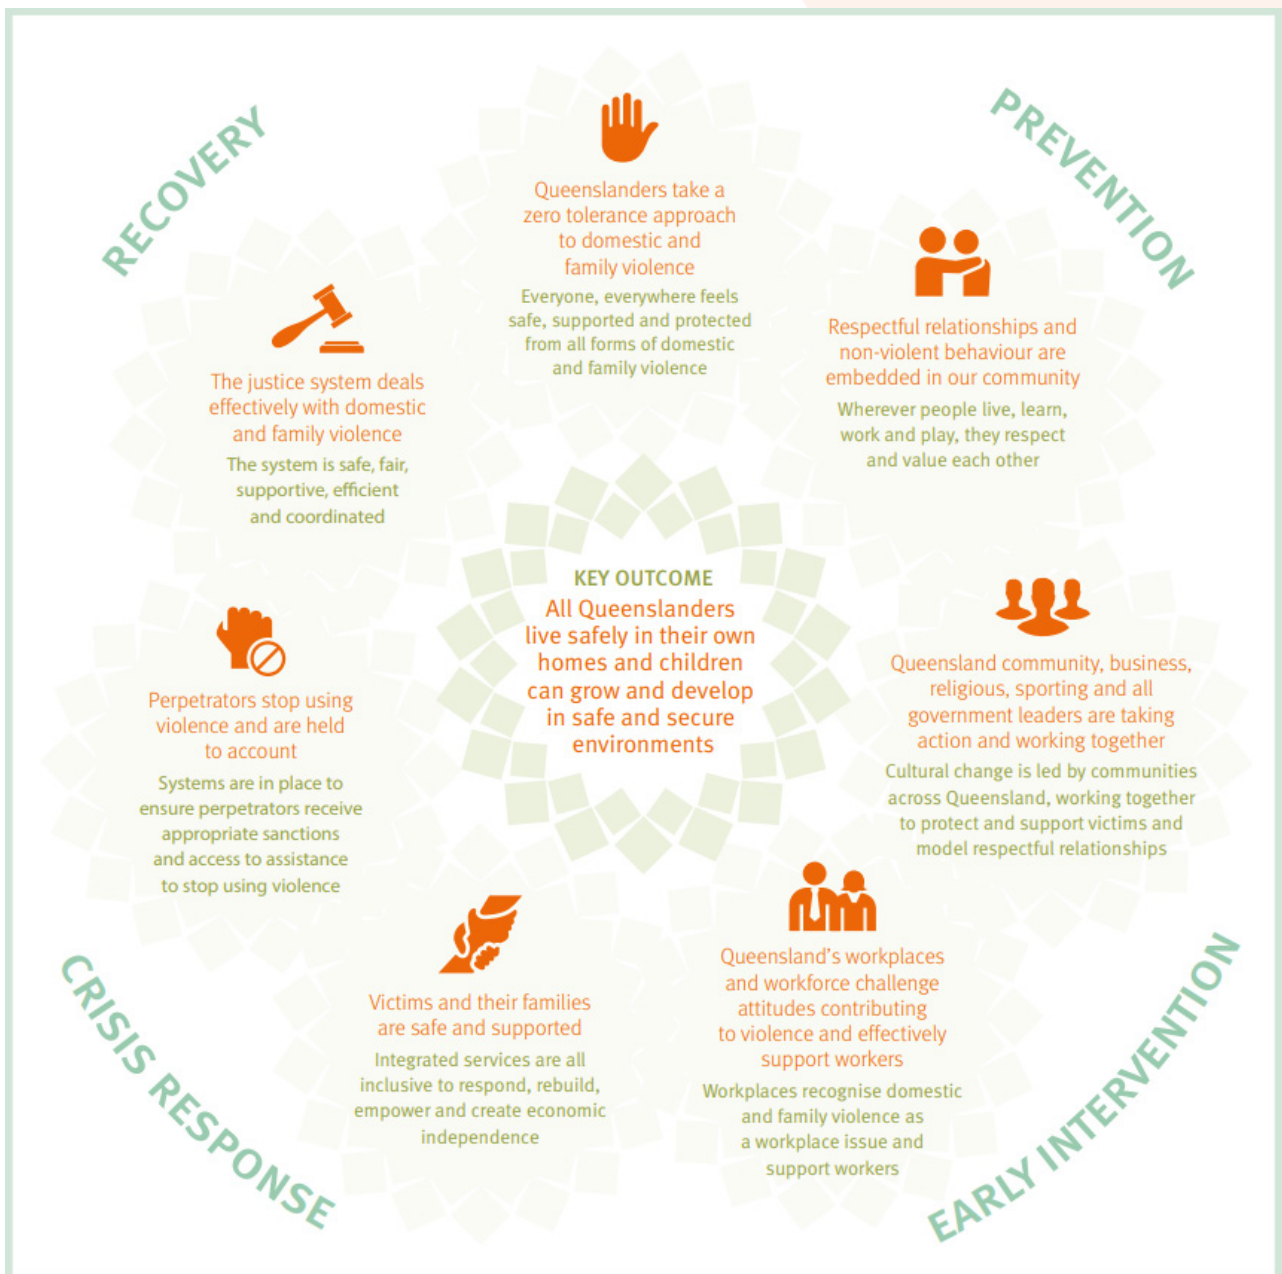 RECOVERY
PREVENTION
Queenslanders take a
zero tolerance approach
to domestic and
family violence
Everyone, everywhere feels
safe, supported and protected
from all forms of domestic
and family violence
Respectful relationships and
non-violent behaviour are
embedded in our community
Wherever people live, learn,
work and play, they respect
and value each other
The justice system deals
effectively with domestic
and family violence
The system is safe, fair,
supportive, efficient
and coordinated
KEY OUTCOME
All Queenslanders
live safely in their own
homes and children
can grow and develop
in safe and secure
environments
Queensland community, business,
religious, sporting and all
government leaders are taking
action and working together
Cultural change is led by communities
across Queensland, working together
to protect and support victims and
model respectful relationships
Perpetrators stop using
violence and are held
to account
Systems are in place to
ensure perpetrators receive
appropriate sanctions
and access to assistance
to stop using violence
Victims and their families
are safe and supported
Integrated services are all
inclusive to respond, rebuild,
empower and create economic
independence
Queensland's workplaces
and workforce challenge
attitudes contributing
to violence and effectively
support workers
Workplaces recognise domestic
and family violence as
a workplace issue and
support workers
CRISIS RESPONSE
EARLY INTERVENTION